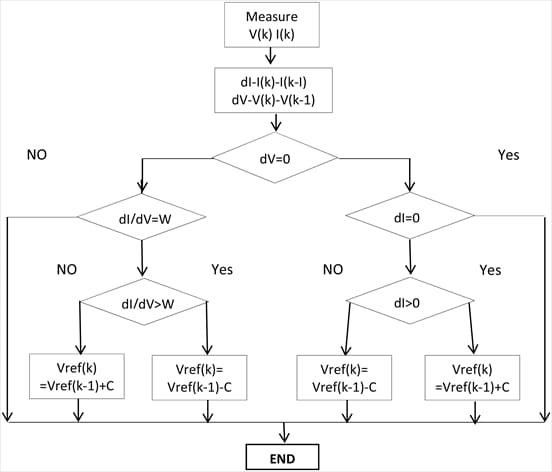 Measure
V(k) I(k)
dI-I(k)-I(k-I)
dV-V(k)-V(k-1)
NO
dV=0
Yes
dI/dV=W
dI=0
NO
Yes
NO
Yes
dI/dV>W
dI>0
Vref(k)
=Vref(k-1)+C
Vref(k)=
Vref(k-1)-C
Vref(k)=
Vref(k-1)-C
Vref(k)
=Vref(k-1)+C
END